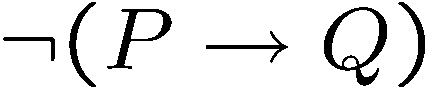 ¬(P → Q)